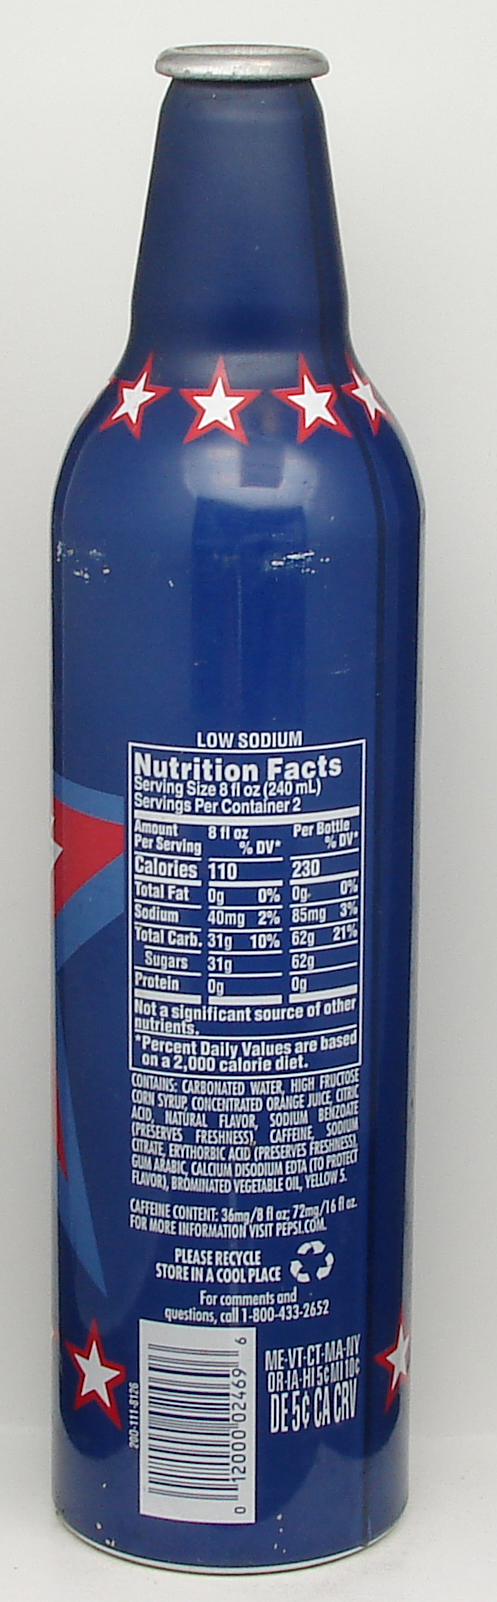 LOW SODIUM
Nutrition Facts
Serving Size 8 fl oz (240 mL)
Servings Per Container 2
Amount Per Serving 8 fl oz % DV* Per Bottle % DV*
Calories 110 230
Total Fat 0g 0% 0g 0%
Sodium 40mg 2% 85mg 3%
Total Carb. 31g 10% 62g 21%
Sugars 31g 62g
Protein 0g 0g
Not a significant source of other
nutrients.
*Percent Daily Values are based
on a 2,000 calorie diet.
CONTAINS: CARBONATED WATER, HIGH FRUCTOSE
CORN SYRUP, CONCENTRATED ORANGE JUICE, CITRIC
ACID, NATURAL FLAVOR, SODIUM BENZOATE
(PRESERVES FRESHNESS), CAFFEINE, SODIUM
CITRATE, ERYTHORBIC ACID (PRESERVES FRESHNESS),
GUM ARABIC, CALCIUM DISODIUM EDTA (TO PROTECT
FLAVOR), BROMINATED VEGETABLE OIL, YELLOW 5.
CAFFEINE CONTENT: 36mg/8 fl oz; 72mg/16 fl oz.
FOR MORE INFORMATION VISIT PEPSI.COM.
PLEASE RECYCLE
STORE IN A COOL PLACE
For comments and
questions, call 1-800-433-2652
ME-VT-CT-MA-NY
OR-IA-HI 5¢ MI 10¢
DE 5¢ CA CRV
0 12000 02469 6
200-111-8126